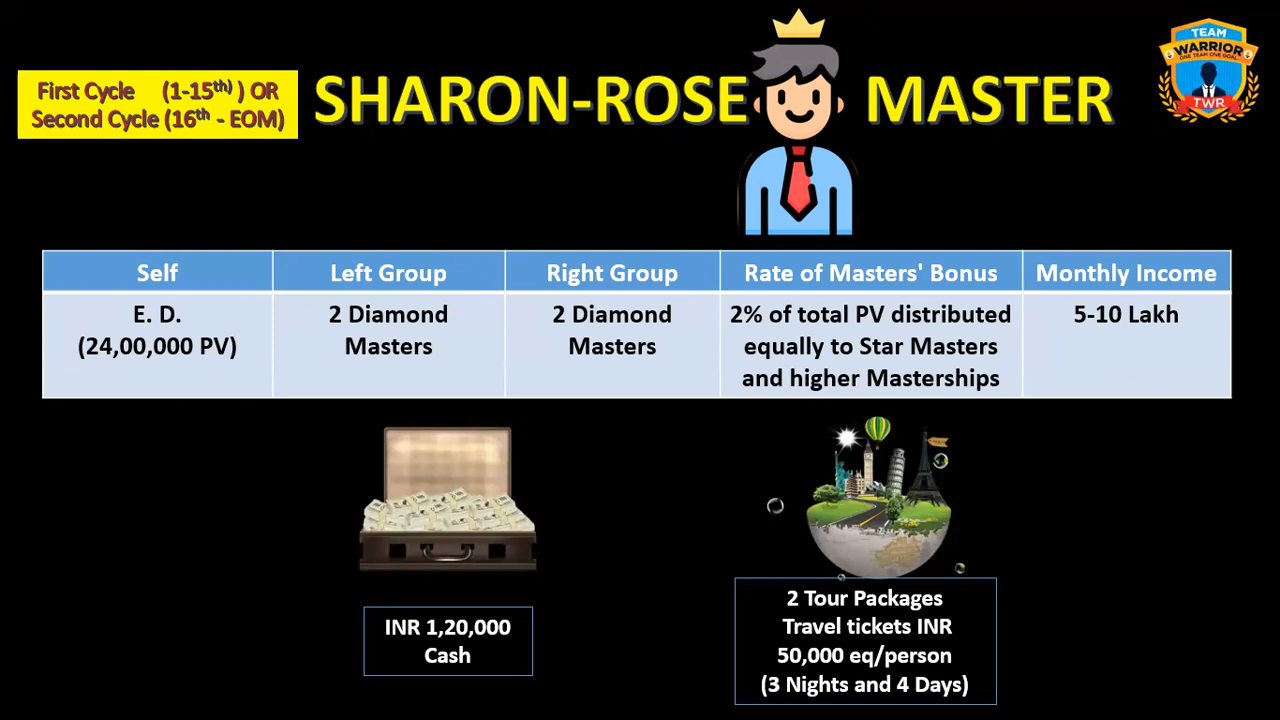 First Cycle (1-15th) ) OR
Second Cycle (16th - EOM)
SHARON-ROSE MASTER
TEAM
WARRIOR
ONE TEAM ONE GOAL
TWR
Self
Left Group
Right Group
Rate of Masters' Bonus
Monthly Income
E. D.
(24,00,000 PV)
2 Diamond
Masters
2 Diamond
Masters
2% of total PV distributed
equally to Star Masters
and higher Masterships
5-10 Lakh
INR 1,20,000
Cash
2 Tour Packages
Travel tickets INR
50,000 eq/person
(3 Nights and 4 Days)